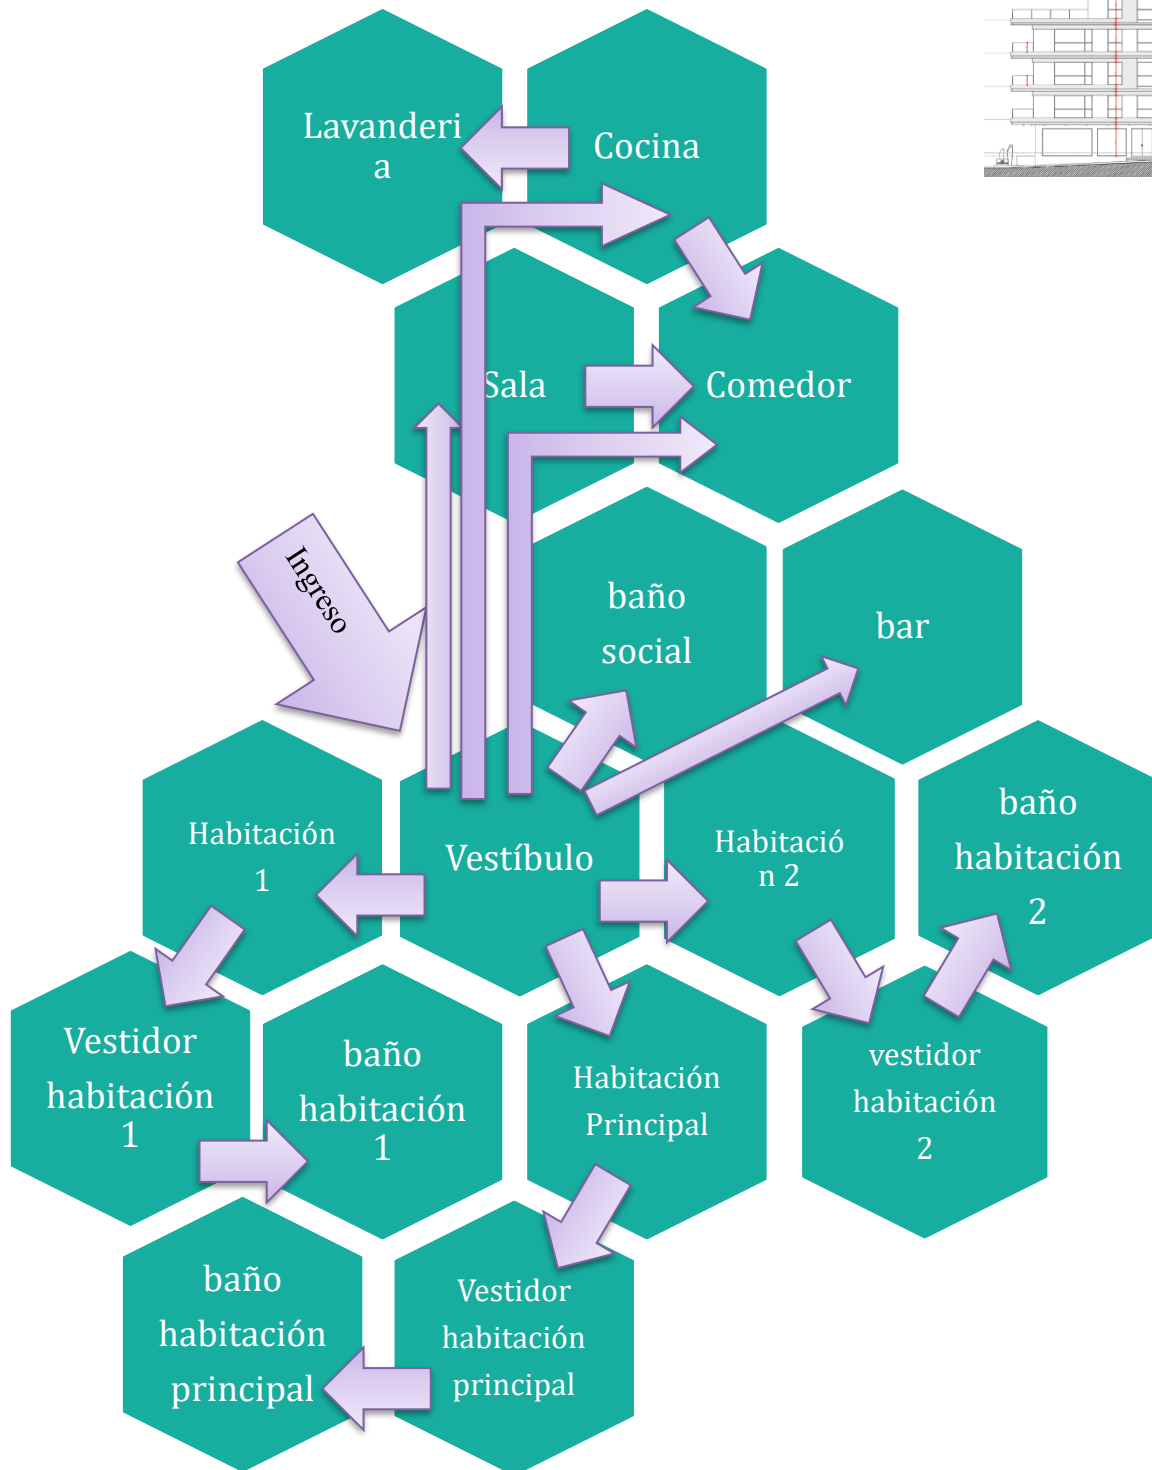 Lavanderi
a
Cocina
Sala
Comedor
Ingreso
baño
social
bar
Habitación
1
Vestíbulo
Habitació
n 2
baño
habitación
2
Vestidor
habitación
1
baño
habitación
1
Habitación
Principal
vestidor
habitación
2
baño
habitación
principal
Vestidor
habitación
principal